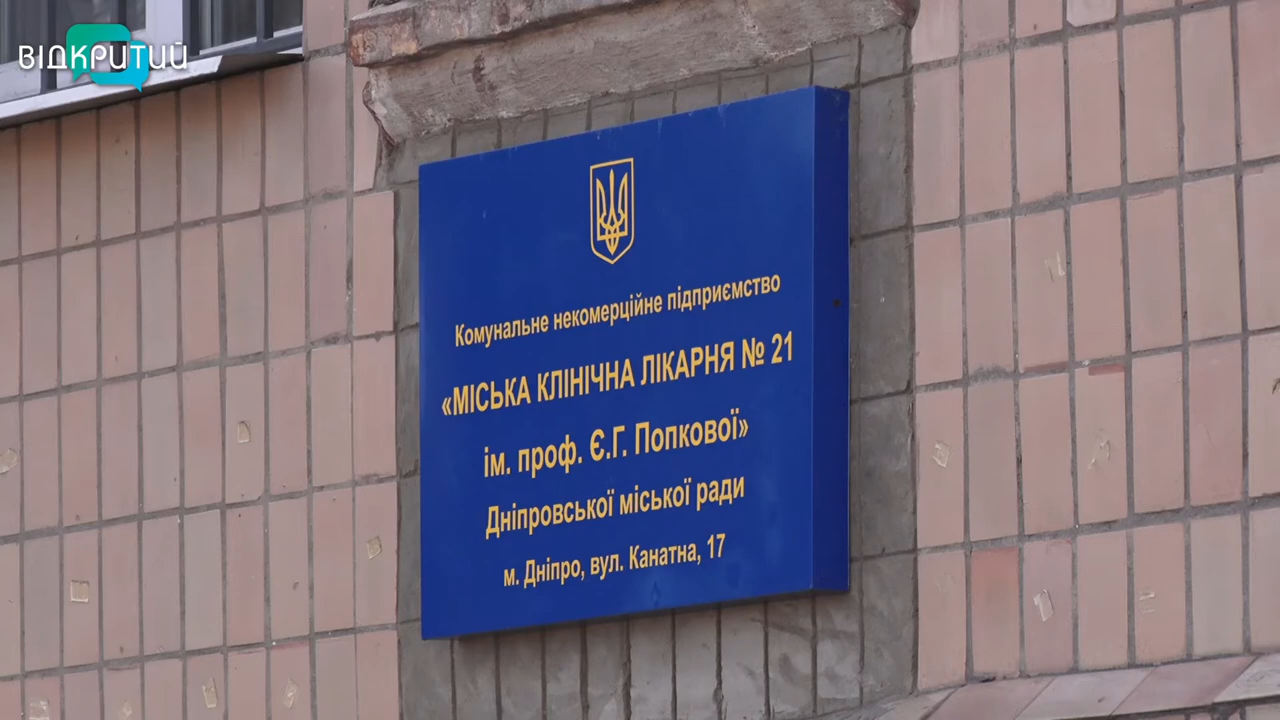 ВІДКРИТИЙ
Комунальне некомерційне підприємство
«МІСЬКА КЛІНІЧНА ЛІКАРНЯ № 21
ім. проф. Є.Г. Попкової»
Дніпровської міської ради
м. Дніпро, вул. Канатна, 17